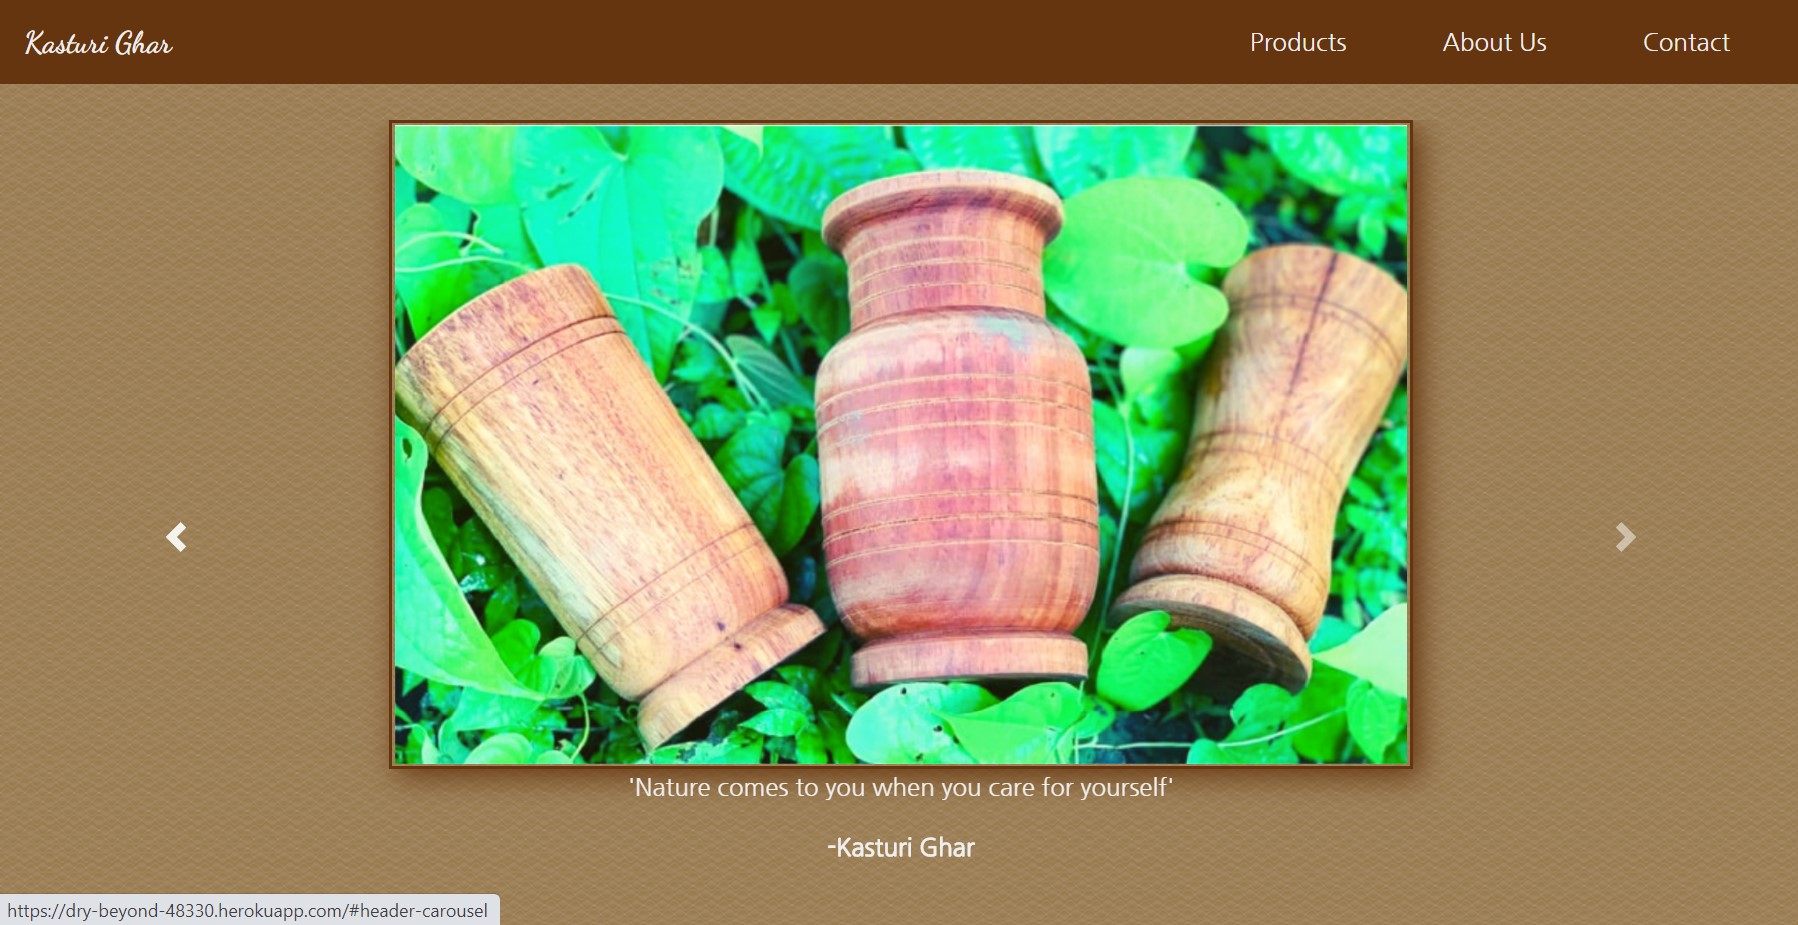 Kasturi Ghar
Products
About Us
Contact
'Nature comes to you when you care for yourself'
-Kasturi Ghar
https://dry-beyond-48330.herokuapp.com/#header-carousel